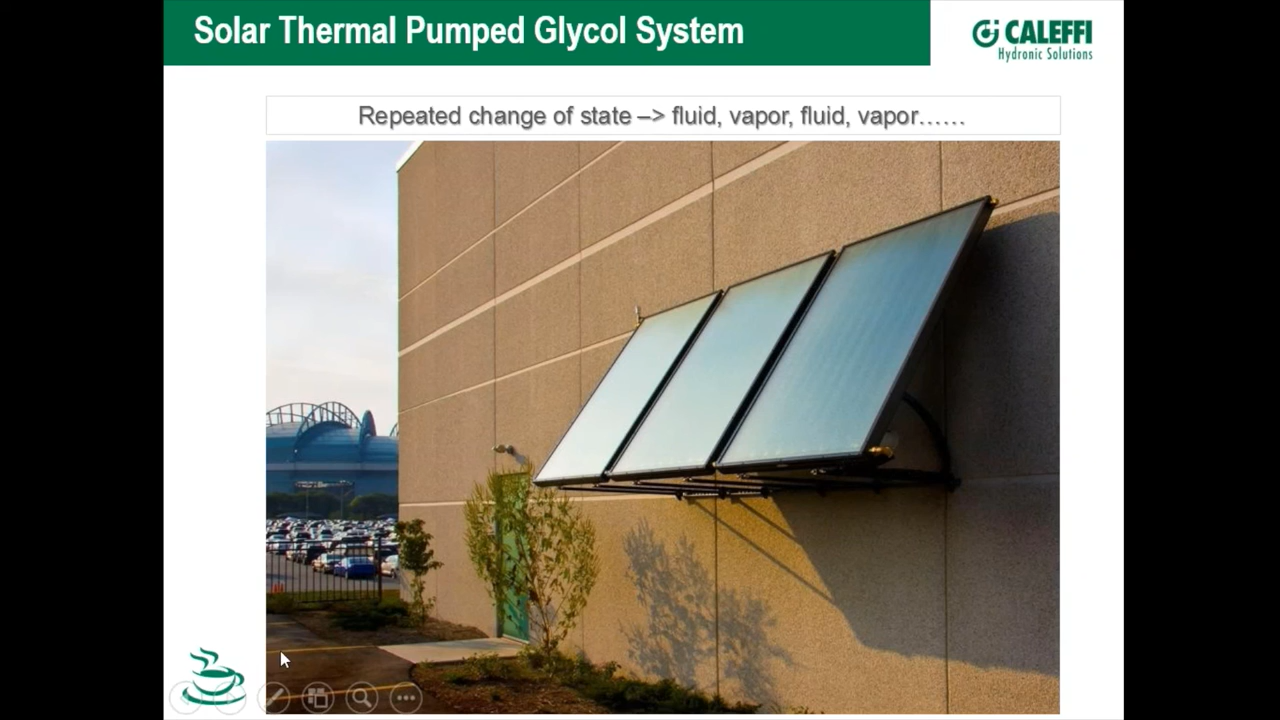 Solar Thermal Pumped Glycol System
CALEFFI
Hydronic Solutions
Repeated change of state –> fluid, vapor, fluid, vapor……